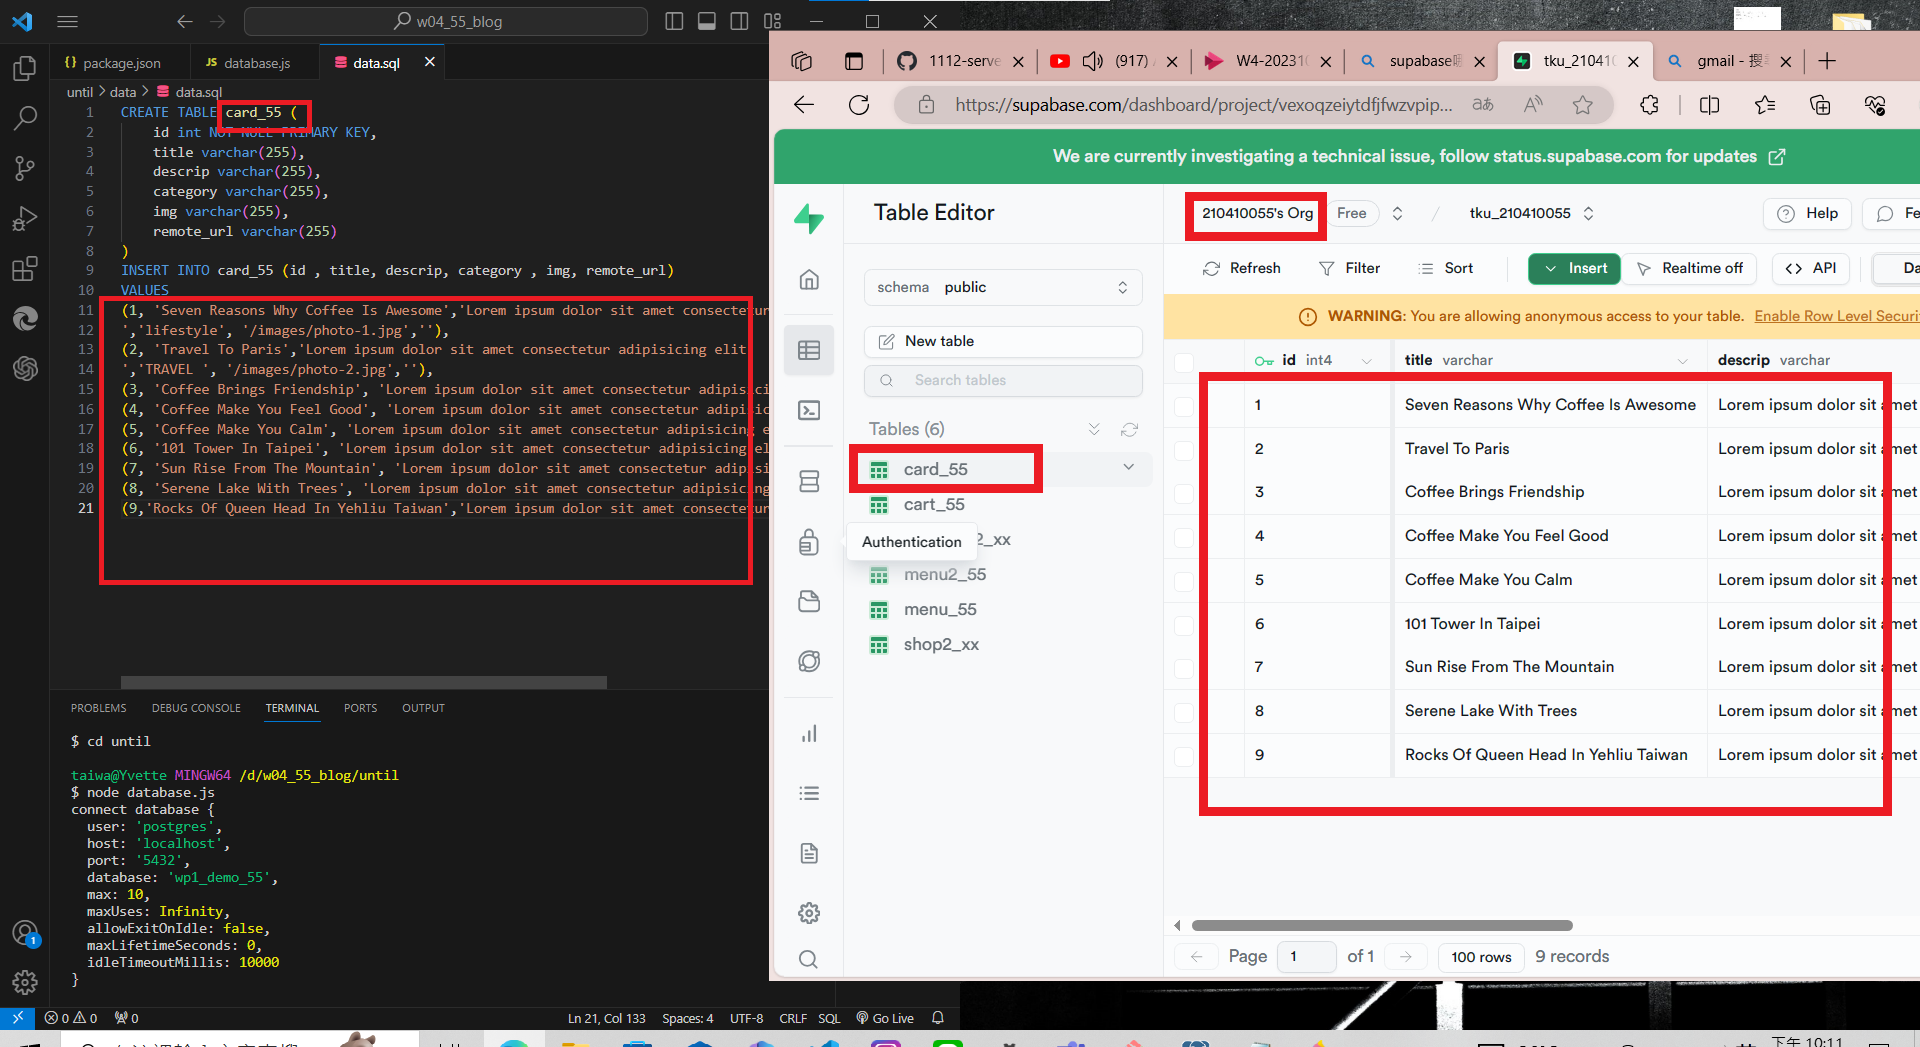 w04_55_blog
package.json
JS database.js
data.sql
until > data > data.sql
1 CREATE TABLE card_55 (
2 id int NOT NULL PRIMARY KEY,
3 title varchar(255),
4 descrip varchar(255),
5 category varchar(255),
6 img varchar(255),
7 remote_url varchar(255)
8 )
9 INSERT INTO card_55 (id , title, descrip, category , img, remote_url)
10 VALUES
11 (1, 'Seven Reasons Why Coffee Is Awesome','Lorem ipsum dolor sit amet consectetur
12 ','lifestyle', '/images/photo-1.jpg',''),
13 (2, 'Travel To Paris','Lorem ipsum dolor sit amet consectetur adipisicing elit
14 ','TRAVEL ', '/images/photo-2.jpg',''),
15 (3, 'Coffee Brings Friendship', 'Lorem ipsum dolor sit amet consectetur adipisici
16 (4, 'Coffee Make You Feel Good', 'Lorem ipsum dolor sit amet consectetur adipisic
17 (5, 'Coffee Make You Calm', 'Lorem ipsum dolor sit amet consectetur adipisicing e
18 (6, '101 Tower In Taipei', 'Lorem ipsum dolor sit amet consectetur adipisicing el
19 (7, 'Sun Rise From The Mountain', 'Lorem ipsum dolor sit amet consectetur adipisi
20 (8, 'Serene Lake With Trees', 'Lorem ipsum dolor sit amet consectetur adipisicing
21 (9,'Rocks Of Queen Head In Yehliu Taiwan','Lorem ipsum dolor sit amet consectetur
PROBLEMS DEBUG CONSOLE TERMINAL PORTS OUTPUT
$ cd until
taiwa@Yvette MINGW64 /d/w04_55_blog/until
$ node database.js
connect database {
user: 'postgres',
host: 'localhost',
port: '5432',
database: 'wp1_demo_55',
max: 10,
maxUses: Infinity,
allowExitOnIdle: false,
maxLifetimeSeconds: 0,
idleTimeoutMillis: 10000
}
1
0 0 0
Ln 21, Col 133 Spaces: 4 UTF-8 CRLF SQL Go Live
1112-serve
(917)
W4-20231
supabase
tku_21041
gmail - 搜
https://supabase.com/dashboard/project/vexoqzeiytdfjfwzvpip...
We are currently investigating a technical issue, follow status.supabase.com for updates
Table Editor
210410055's Org Free / tku_210410055 Help Fe
schema public
New table
Search tables
Tables (6)
card_55
cart_55
Authentication
2_xx
menu2_55
menu_55
shop2_xx
Refresh Filter Sort Insert Realtime off <> API Da
WARNING: You are allowing anonymous access to your table. Enable Row Level Securi
id int4 title varchar descrip varchar
1 Seven Reasons Why Coffee Is Awesome Lorem ipsum dolor sit amet
2 Travel To Paris Lorem ipsum dolor sit amet
3 Coffee Brings Friendship Lorem ipsum dolor sit amet
4 Coffee Make You Feel Good Lorem ipsum dolor sit amet
5 Coffee Make You Calm Lorem ipsum dolor sit amet
6 101 Tower In Taipei Lorem ipsum dolor sit amet
7 Sun Rise From The Mountain Lorem ipsum dolor sit amet
8 Serene Lake With Trees Lorem ipsum dolor sit amet
9 Rocks Of Queen Head In Yehliu Taiwan Lorem ipsum dolor sit amet
Page 1 of 1 100 rows 9 records
下午 10:11